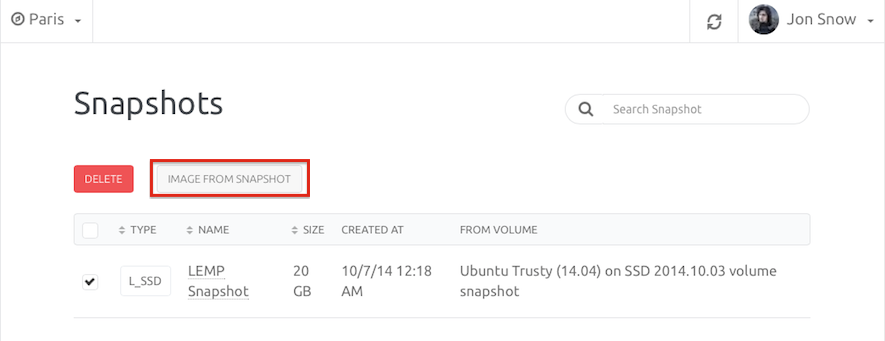 Paris
Jon Snow
Snapshots
Search Snapshot
DELETE
IMAGE FROM SNAPSHOT
TYPE NAME SIZE CREATED AT FROM VOLUME
L_SSD
LEMP
Snapshot
20
GB
10/7/14 12:18
AM
Ubuntu Trusty (14.04) on SSD 2014.10.03 volume
snapshot